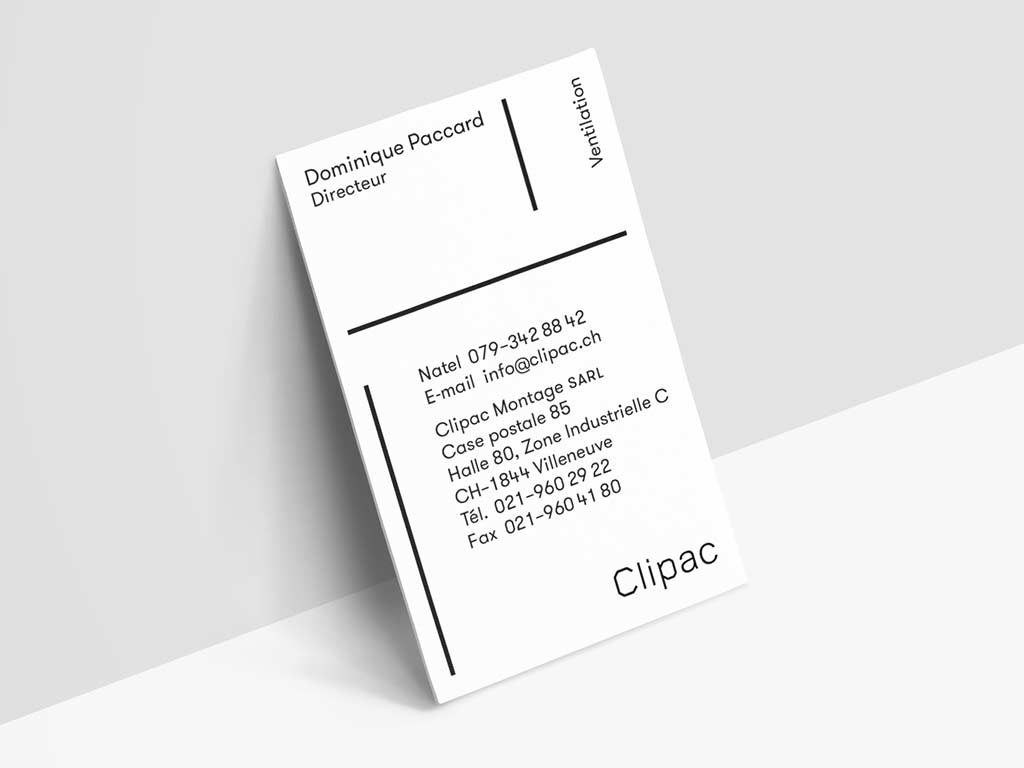 Dominique Paccard
Directeur
Ventilation
Natel 079–342 88 42
E-mail info@clipac.ch
Clipac Montage SARL
Case postale 85
Halle 80, Zone Industrielle C
CH–1844 Villeneuve
Tél. 021–960 29 22
Fax 021–960 41 80
Clipac